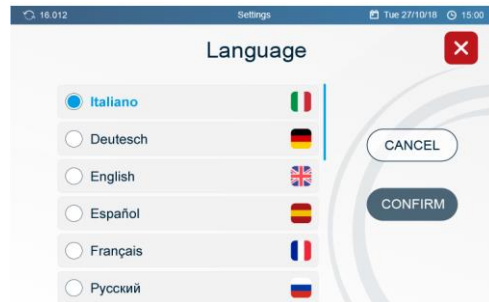 16.012 Settings Tue 27/10/18 15:00
Language
Italiano
Deutesch
English
Español
Français
Русский
CANCEL
CONFIRM